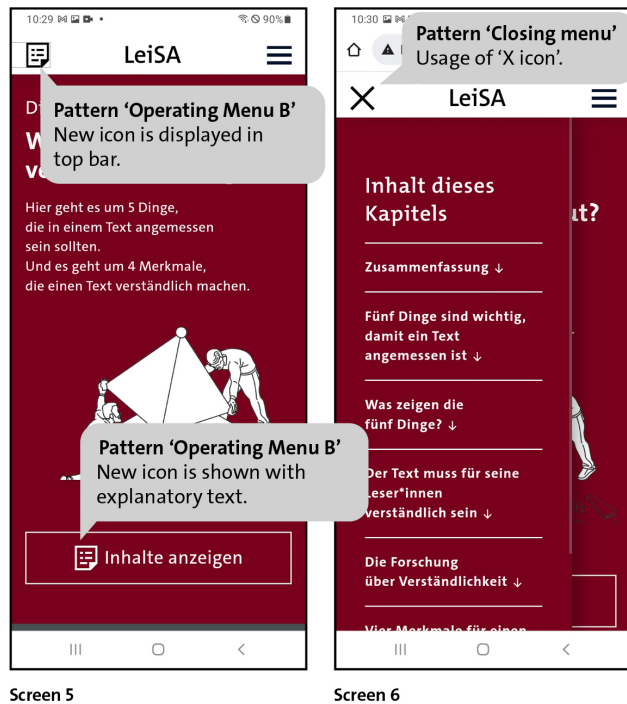 10:29
90%
LeiSA
Pattern ‘Operating Menu B’
New icon is displayed in
top bar.
Hier geht es um 5 Dinge,
die in einem Text angemessen
sein sollten.
Und es geht um 4 Merkmale,
die einen Text verständlich machen.
Pattern ‘Operating Menu B’
New icon is shown with
explanatory text.
Inhalte anzeigen
Screen 5
10:30
Pattern ‘Closing menu’
Usage of ‘X icon’.
LeiSA
Inhalt dieses
Kapitels
Zusammenfassung ↓
Fünf Dinge sind wichtig,
damit ein Text
angemessen ist ↓
Was zeigen die
fünf Dinge? ↓
Der Text muss für seine
Leser*innen
verständlich sein ↓
Die Forschung
über Verständlichkeit ↓
Vier Merkmale für einen
Screen 6